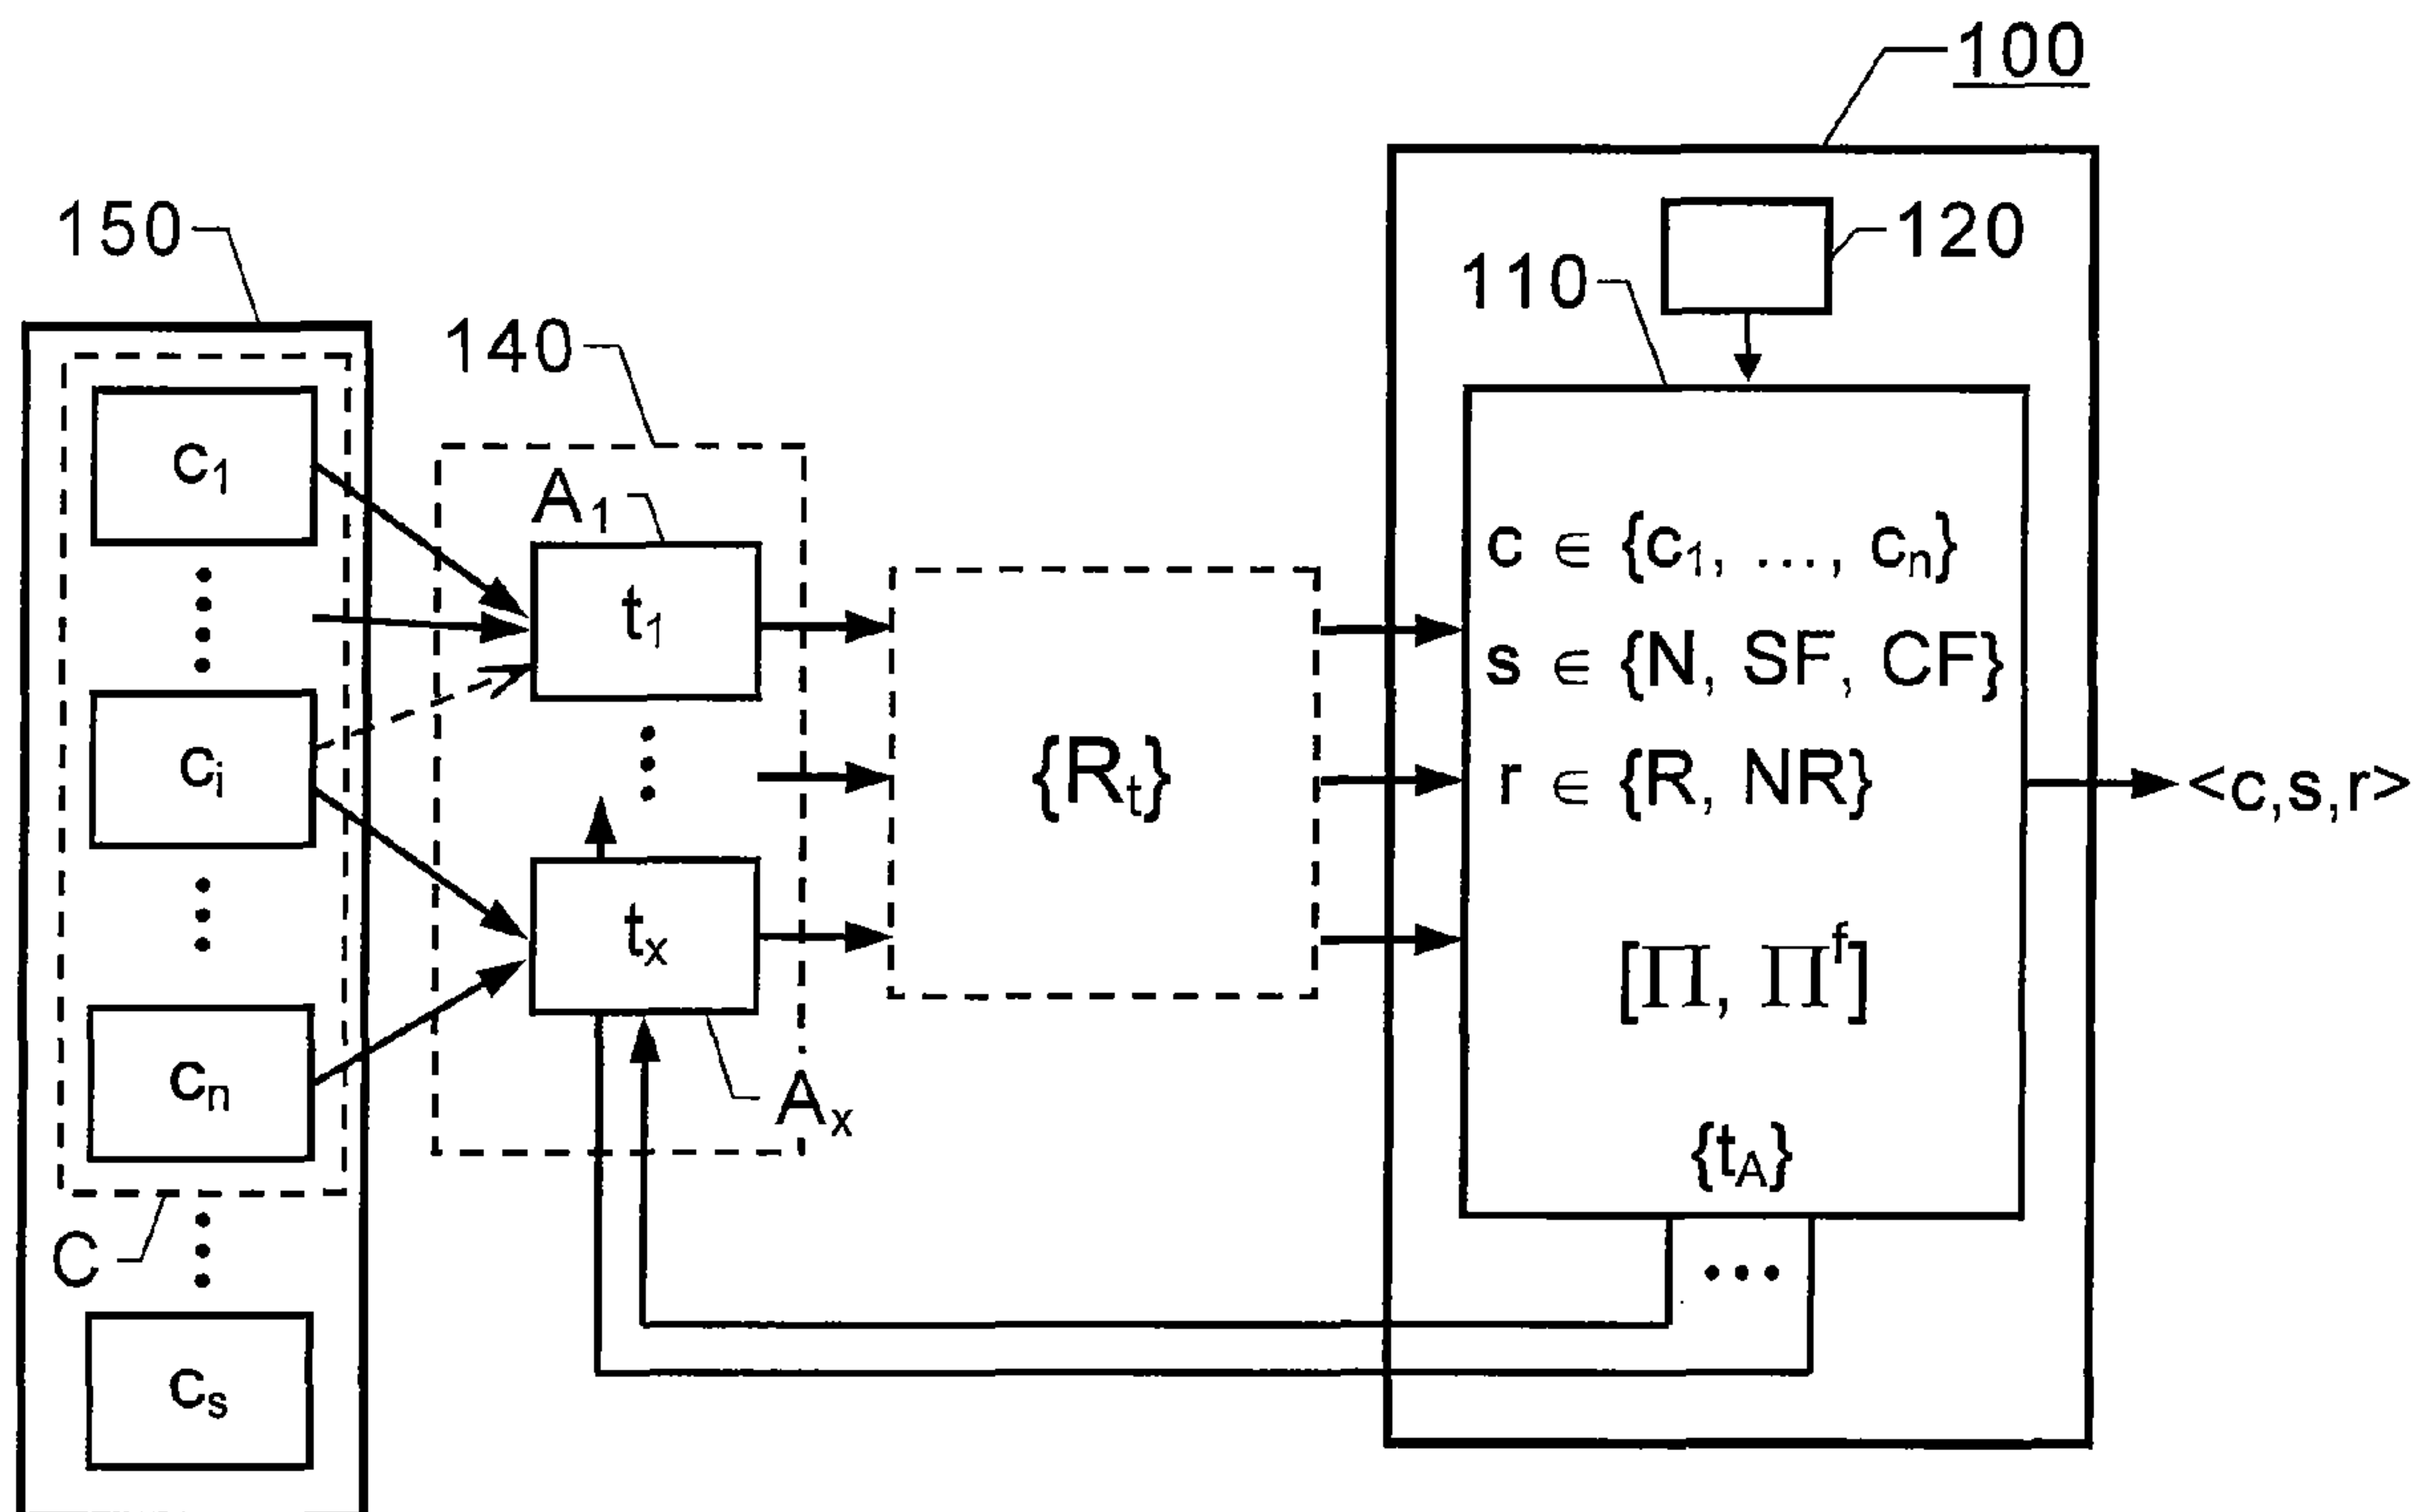 100
150
120
110
140
c₁
A₁
c ∈ {c₁, ..., cₙ}
t₁
s ∈ {N, SF, CF}
cᵢ
{Rₜ}
r ∈ {R, NR}
<c,s,r>
tₓ
[Π, Πᶠ]
cₙ
Aₓ
{t_A}
C
cₛ